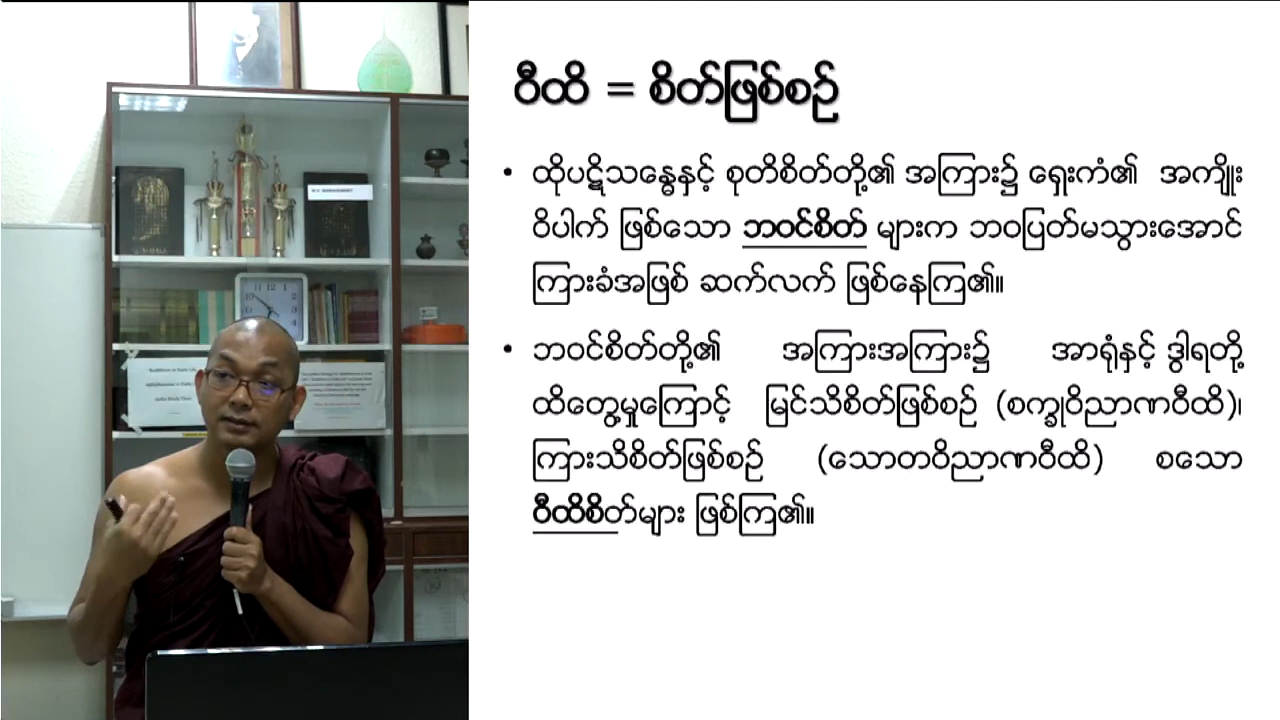 ဝီထိ = စိတ်ဖြစ်စဉ်
• ထိုပဋိသန္ဓေနှင့် စုတိစိတ်တို့၏ အကြား၌ ရှေးကံ၏ အကျိုး
ဝိပါက် ဖြစ်သော ဘဝင်စိတ် များက ဘဝပြတ်မသွားအောင်
ကြားခံအဖြစ် ဆက်လက် ဖြစ်နေကြ၏။
• ဘဝင်စိတ်တို့၏ အကြားအကြား၌ အာရုံနှင့် ဒွါရတို့
ထိတွေ့မှုကြောင့် မြင်သိစိတ်ဖြစ်စဉ် (စက္ခုဝိညာဏဝီထိ)၊
ကြားသိစိတ်ဖြစ်စဉ် (သောတဝိညာဏဝီထိ) စသော
ဝီထိစိတ်များ ဖြစ်ကြ၏။